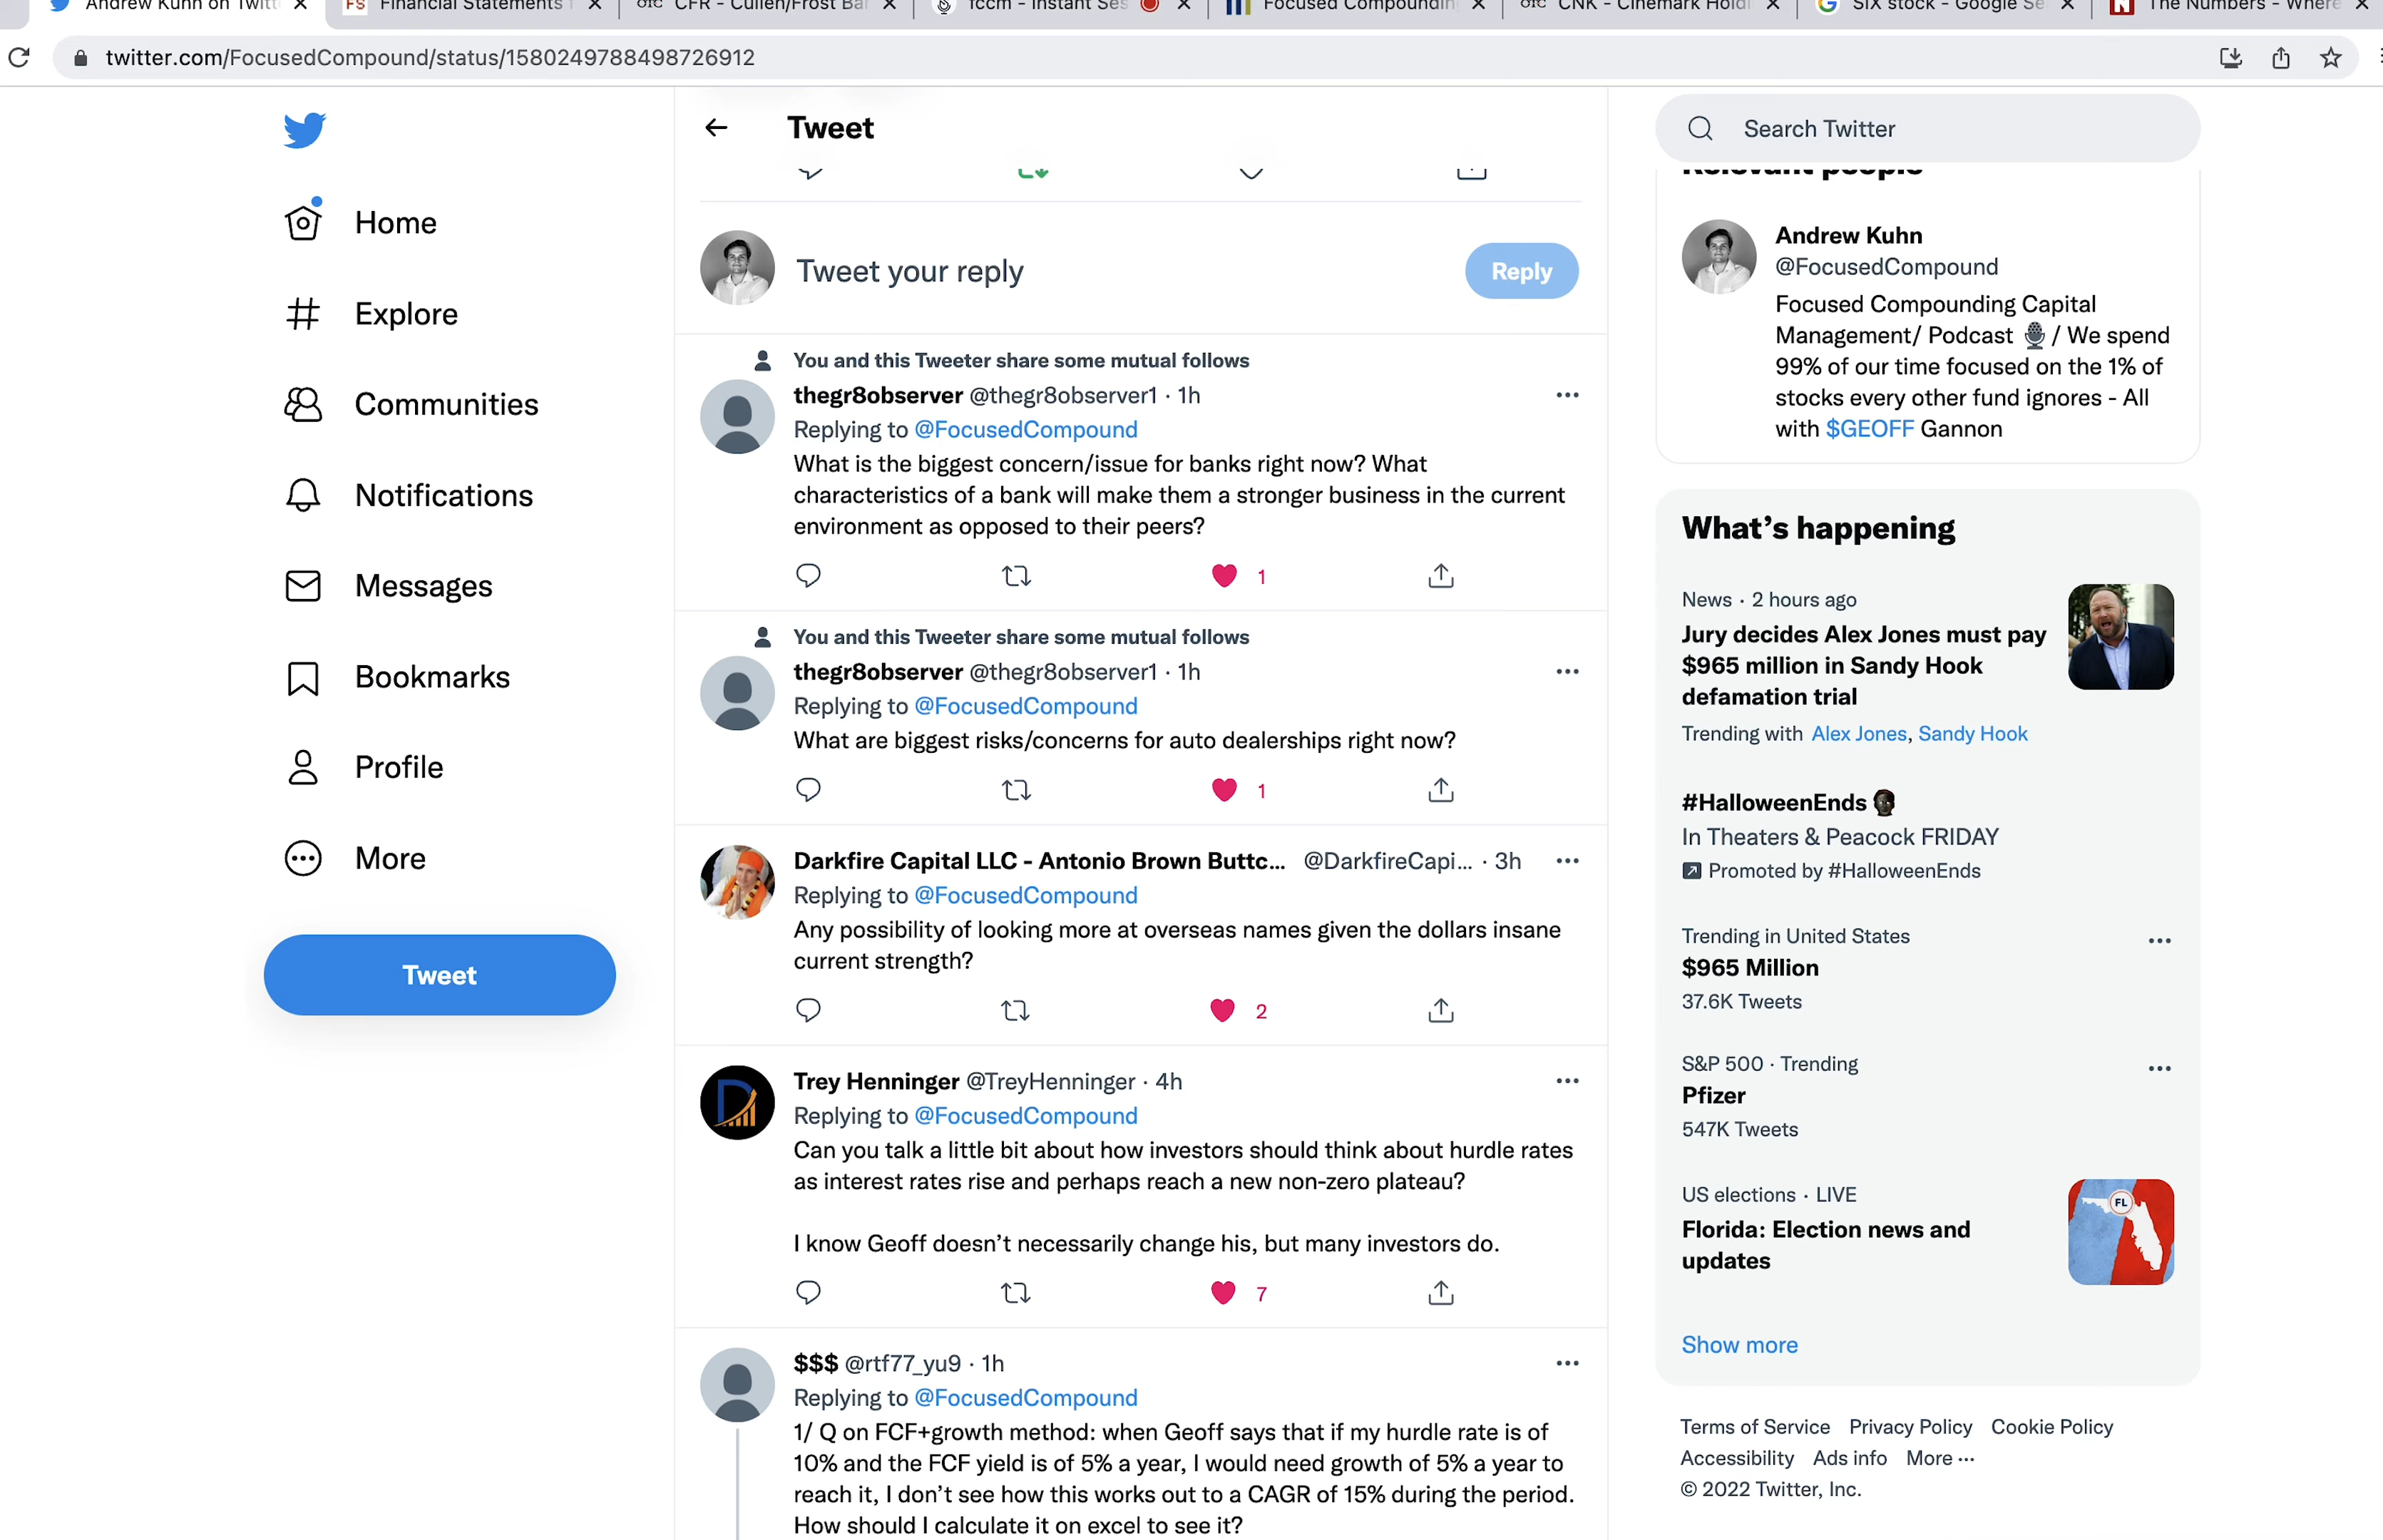 Andrew Kuhn on Twitt
Financial Statements
CFR - Cullen/Frost Ban
fccm - Instant Ses
Focused Compounding
CNK - Cinemark Holdi
SIX stock - Google Se
The Numbers - Where
twitter.com/FocusedCompound/status/1580249788498726912
Home
Explore
Communities
Notifications
Messages
Bookmarks
Profile
More
Tweet
Tweet
Tweet your reply
Reply
You and this Tweeter share some mutual follows
thegr8observer @thegr8observer1 · 1h
Replying to @FocusedCompound
What is the biggest concern/issue for banks right now? What
characteristics of a bank will make them a stronger business in the current
environment as opposed to their peers?
1
You and this Tweeter share some mutual follows
thegr8observer @thegr8observer1 · 1h
Replying to @FocusedCompound
What are biggest risks/concerns for auto dealerships right now?
1
Darkfire Capital LLC - Antonio Brown Buttc... @DarkfireCapi... · 3h
Replying to @FocusedCompound
Any possibility of looking more at overseas names given the dollars insane
current strength?
2
Trey Henninger @TreyHenninger · 4h
Replying to @FocusedCompound
Can you talk a little bit about how investors should think about hurdle rates
as interest rates rise and perhaps reach a new non-zero plateau?
I know Geoff doesn’t necessarily change his, but many investors do.
7
$$$ @rtf77_yu9 · 1h
Replying to @FocusedCompound
1/ Q on FCF+growth method: when Geoff says that if my hurdle rate is of
10% and the FCF yield is of 5% a year, I would need growth of 5% a year to
reach it, I don’t see how this works out to a CAGR of 15% during the period.
How should I calculate it on excel to see it?
Search Twitter
Relevant people
Andrew Kuhn
@FocusedCompound
Focused Compounding Capital
Management/ Podcast / We spend
99% of our time focused on the 1% of
stocks every other fund ignores - All
with $GEOFF Gannon
What’s happening
News · 2 hours ago
Jury decides Alex Jones must pay
$965 million in Sandy Hook
defamation trial
Trending with Alex Jones, Sandy Hook
#HalloweenEnds
In Theaters & Peacock FRIDAY
Promoted by #HalloweenEnds
Trending in United States
$965 Million
37.6K Tweets
S&P 500 · Trending
Pfizer
547K Tweets
US elections · LIVE
Florida: Election news and
updates
FL
Show more
Terms of Service Privacy Policy Cookie Policy
Accessibility Ads info More ···
© 2022 Twitter, Inc.